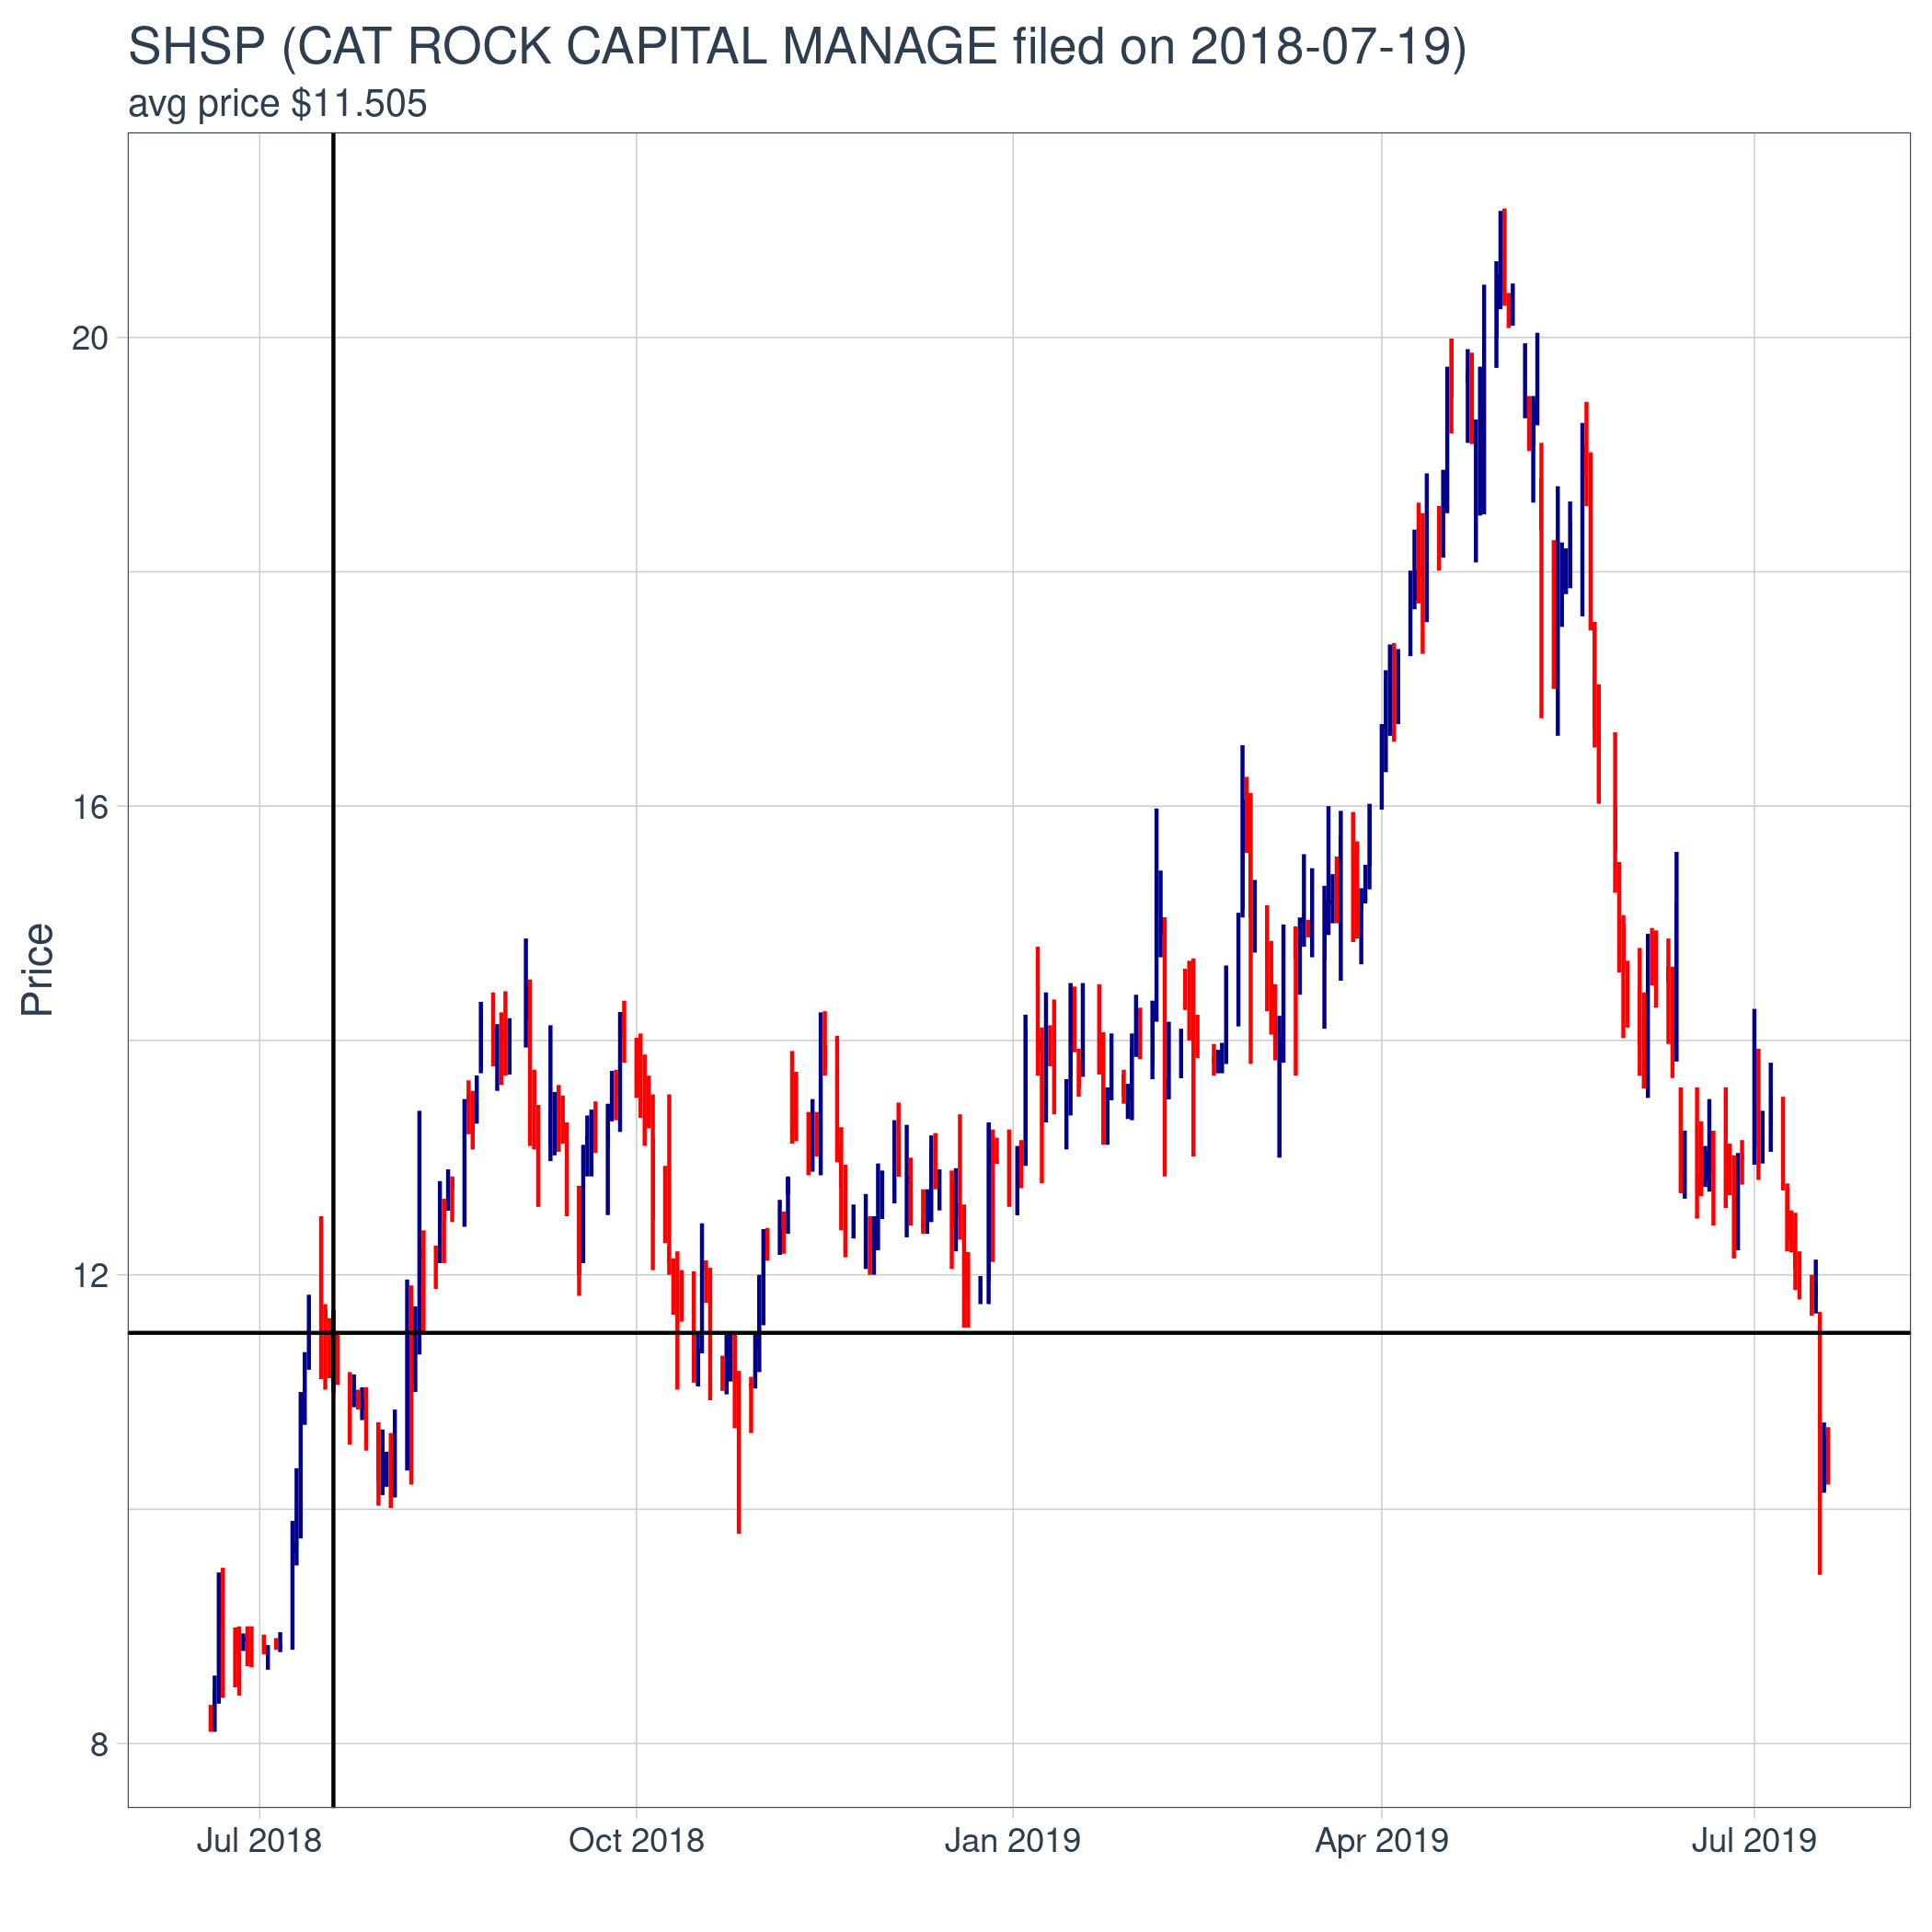 SHSP (CAT ROCK CAPITAL MANAGE filed on 2018-07-19)
avg price $11.505
Price
20
16
12
8
Jul 2018
Oct 2018
Jan 2019
Apr 2019
Jul 2019